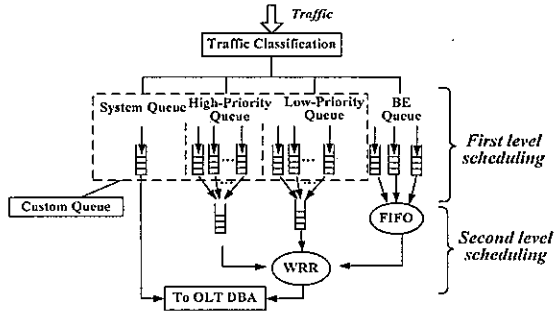 Traffic
Traffic Classification
System Queue
High-Priority
Queue
Low-Priority
Queue
BE
Queue
First level
scheduling
Custom Queue
FIFO
Second level
scheduling
WRR
To OLT DBA